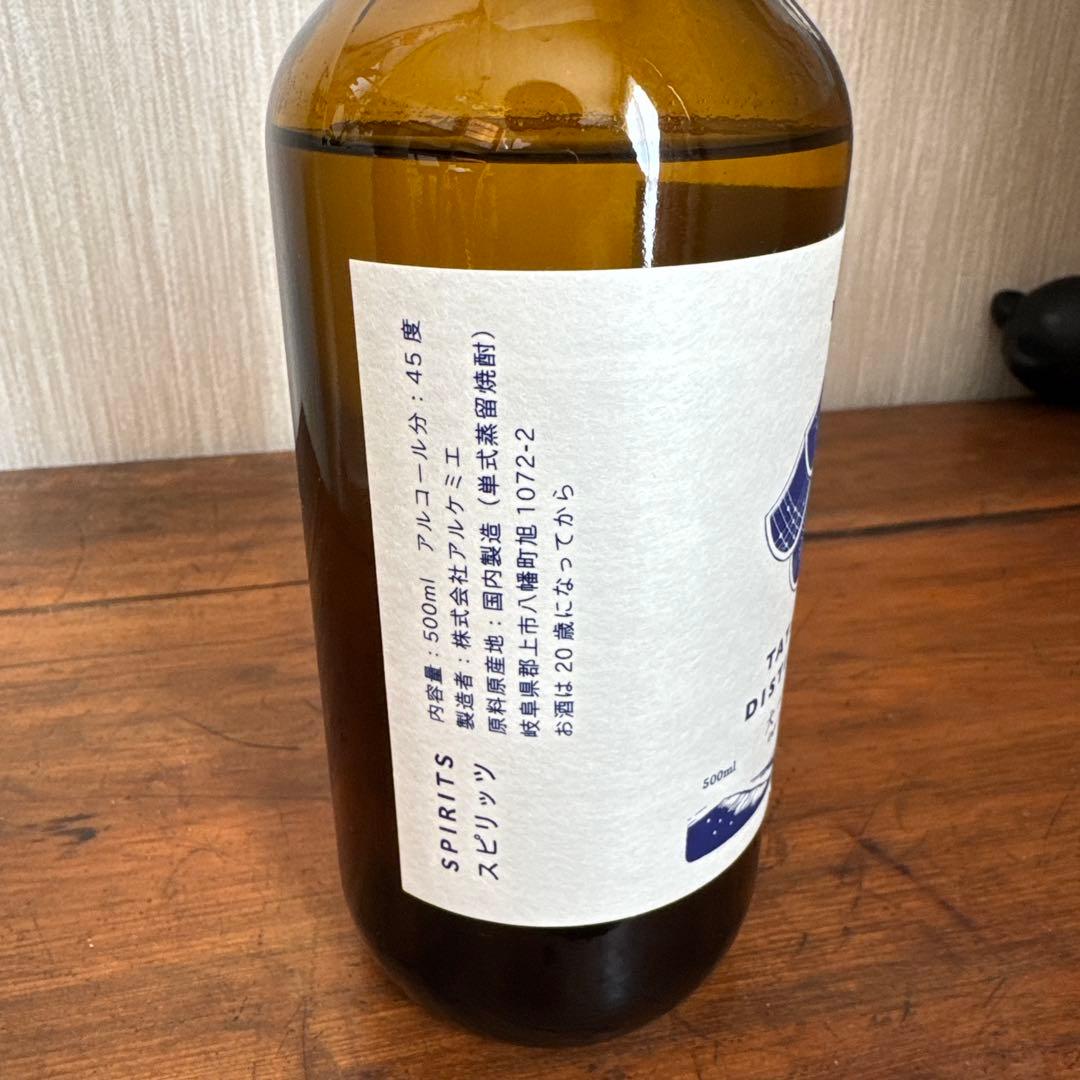 SPIRITS
スピリッツ
内容量：500ml　アルコール分：45度
製造者：株式会社アルケミエ
原料原産地：国内製造（単式蒸留焼酎）
岐阜県郡上市八幡町旭 1072-2
お酒は 20 歳になってから
500ml